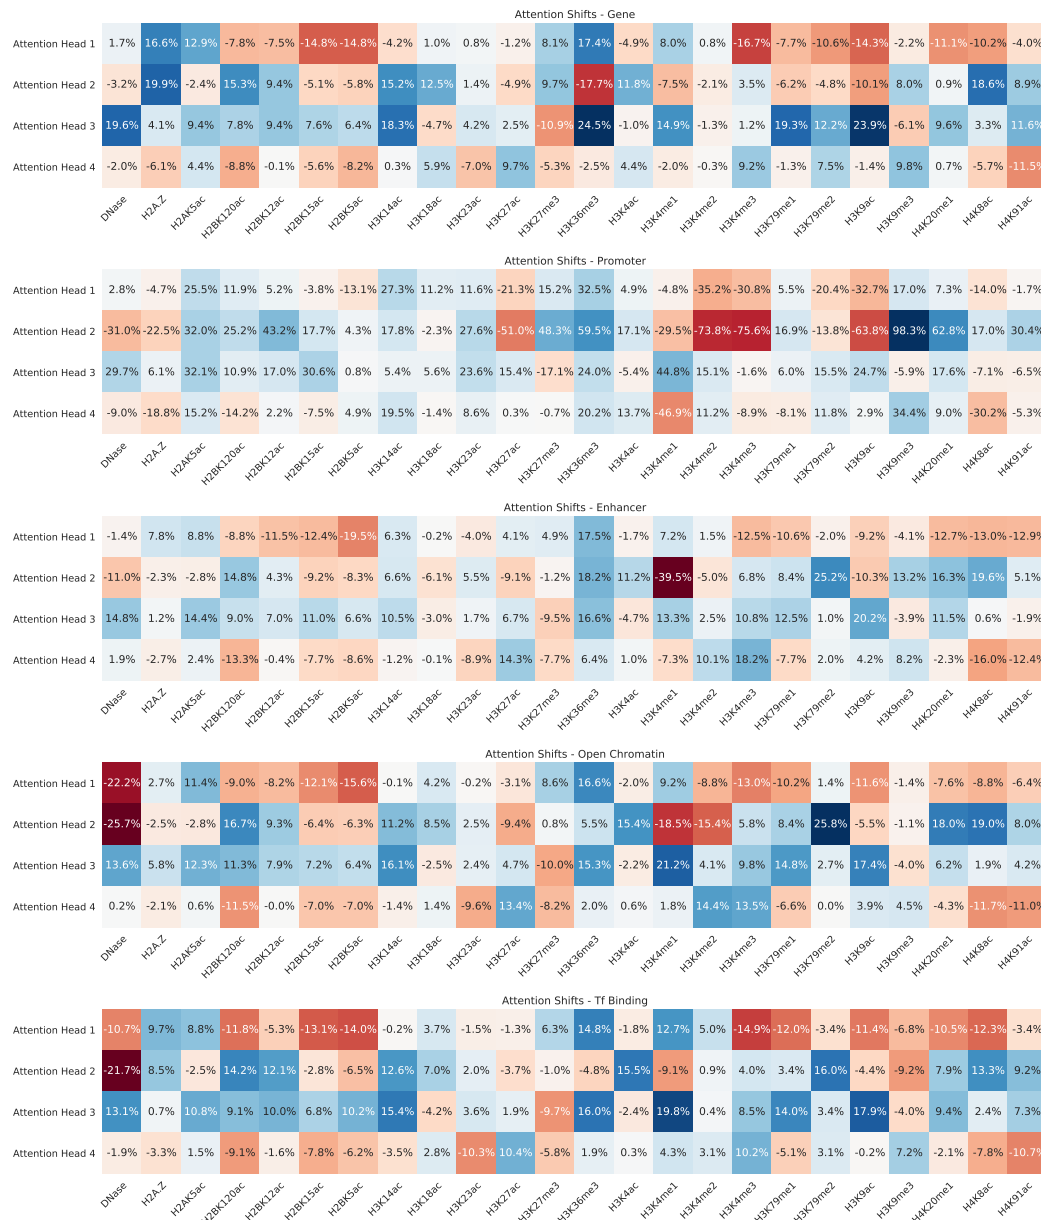 Attention Shifts - Gene
Attention Head 1 1.7% 16.6% 12.9% -7.8% -7.5% -14.8% -14.8% -4.2% 1.0% 0.8% -1.2% 8.1% 17.4% -4.9% 8.0% 0.8% -16.7% -7.7% -10.6% -14.3% -2.2% -11.1% -10.2% -4.0%
Attention Head 2 -3.2% 19.9% -2.4% 15.3% 9.4% -5.1% -5.8% 15.2% 12.5% 1.4% -4.9% 9.7% -17.7% 11.8% -7.5% -2.1% 3.5% -6.2% -4.8% -10.1% 8.0% 0.9% 18.6% 8.9%
Attention Head 3 19.6% 4.1% 9.4% 7.8% 9.4% 7.6% 6.4% 18.3% -4.7% 4.2% 2.5% -10.9% 24.5% -1.0% 14.9% -1.3% 1.2% 19.3% 12.2% 23.9% -6.1% 9.6% 3.3% 11.6%
Attention Head 4 -2.0% -6.1% 4.4% -8.8% -0.1% -5.6% -8.2% 0.3% 5.9% -7.0% 9.7% -5.3% -2.5% 4.4% -2.0% -0.3% 9.2% -1.3% 7.5% -1.4% 9.8% 0.7% -5.7% -11.5%
DNase H2A.Z H2AK5ac H2BK120ac H2BK12ac H2BK15ac H2BK5ac H3K14ac H3K18ac H3K23ac H3K27ac H3K27me3 H3K36me3 H3K4ac H3K4me1 H3K4me2 H3K4me3 H3K79me1 H3K79me2 H3K9ac H3K9me3 H4K20me1 H4K8ac H4K91ac
Attention Shifts - Promoter
Attention Head 1 2.8% -4.7% 25.5% 11.9% 5.2% -3.8% -13.1% 27.3% 11.2% 11.6% -21.3% 15.2% 32.5% 4.9% -4.8% -35.2% -30.8% 5.5% -20.4% -32.7% 17.0% 7.3% -14.0% -1.7%
Attention Head 2 -31.0% -22.5% 32.0% 25.2% 43.2% 17.7% 4.3% 17.8% -2.3% 27.6% -51.0% 48.3% 59.5% 17.1% -29.5% -73.8% -75.6% 16.9% -13.8% -63.8% 98.3% 62.8% 17.0% 30.4%
Attention Head 3 29.7% 6.1% 32.1% 10.9% 17.0% 30.6% 0.8% 5.4% 5.6% 23.6% 15.4% -17.1% 24.0% -5.4% 44.8% 15.1% -1.6% 6.0% 15.5% 24.7% -5.9% 17.6% -7.1% -6.5%
Attention Head 4 -9.0% -18.8% 15.2% -14.2% 2.2% -7.5% 4.9% 19.5% -1.4% 8.6% 0.3% -0.7% 20.2% 13.7% -46.9% 11.2% -8.9% -8.1% 11.8% 2.9% 34.4% 9.0% -30.2% -5.3%
DNase H2A.Z H2AK5ac H2BK120ac H2BK12ac H2BK15ac H2BK5ac H3K14ac H3K18ac H3K23ac H3K27ac H3K27me3 H3K36me3 H3K4ac H3K4me1 H3K4me2 H3K4me3 H3K79me1 H3K79me2 H3K9ac H3K9me3 H4K20me1 H4K8ac H4K91ac
Attention Shifts - Enhancer
Attention Head 1 -1.4% 7.8% 8.8% -8.8% -11.5% -12.4% -19.5% 6.3% -0.2% -4.0% 4.1% 4.9% 17.5% -1.7% 7.2% 1.5% -12.5% -10.6% -2.0% -9.2% -4.1% -12.7% -13.0% -12.9%
Attention Head 2 -11.0% -2.3% -2.8% 14.8% 4.3% -9.2% -8.3% 6.6% -6.1% 5.5% -9.1% -1.2% 18.2% 11.2% -39.5% -5.0% 6.8% 8.4% 25.2% -10.3% 13.2% 16.3% 19.6% 5.1%
Attention Head 3 14.8% 1.2% 14.4% 9.0% 7.0% 11.0% 6.6% 10.5% -3.0% 1.7% 6.7% -9.5% 16.6% -4.7% 13.3% 2.5% 10.8% 12.5% 1.0% 20.2% -3.9% 11.5% 0.6% -1.9%
Attention Head 4 1.9% -2.7% 2.4% -13.3% -0.4% -7.7% -8.6% -1.2% -0.1% -8.9% 14.3% -7.7% 6.4% 1.0% -7.3% 10.1% 18.2% -7.7% 2.0% 4.2% 8.2% -2.3% -16.0% -12.4%
DNase H2A.Z H2AK5ac H2BK120ac H2BK12ac H2BK15ac H2BK5ac H3K14ac H3K18ac H3K23ac H3K27ac H3K27me3 H3K36me3 H3K4ac H3K4me1 H3K4me2 H3K4me3 H3K79me1 H3K79me2 H3K9ac H3K9me3 H4K20me1 H4K8ac H4K91ac
Attention Shifts - Open Chromatin
Attention Head 1 -22.2% 2.7% 11.4% -9.0% -8.2% -12.1% -15.6% -0.1% 4.2% -0.2% -3.1% 8.6% 16.6% -2.0% 9.2% -8.8% -13.0% -10.2% 1.4% -11.6% -1.4% -7.6% -8.8% -6.4%
Attention Head 2 -25.7% -2.5% -2.8% 16.7% 9.3% -6.4% -6.3% 11.2% 8.5% 2.5% -9.4% 0.8% 5.5% 15.4% -18.5% -15.4% 5.8% 8.4% 25.8% -5.5% -1.1% 18.0% 19.0% 8.0%
Attention Head 3 13.6% 5.8% 12.3% 11.3% 7.9% 7.2% 6.4% 16.1% -2.5% 2.4% 4.7% -10.0% 15.3% -2.2% 21.2% 4.1% 9.8% 14.8% 2.7% 17.4% -4.0% 6.2% 1.9% 4.2%
Attention Head 4 0.2% -2.1% 0.6% -11.5% -0.0% -7.0% -7.0% -1.4% 1.4% -9.6% 13.4% -8.2% 2.0% 0.6% 1.8% 14.4% 13.5% -6.6% 0.0% 3.9% 4.5% -4.3% -11.7% -11.0%
DNase H2A.Z H2AK5ac H2BK120ac H2BK12ac H2BK15ac H2BK5ac H3K14ac H3K18ac H3K23ac H3K27ac H3K27me3 H3K36me3 H3K4ac H3K4me1 H3K4me2 H3K4me3 H3K79me1 H3K79me2 H3K9ac H3K9me3 H4K20me1 H4K8ac H4K91ac
Attention Shifts - Tf Binding
Attention Head 1 -10.7% 9.7% 8.8% -11.8% -5.3% -13.1% -14.0% -0.2% 3.7% -1.5% -1.3% 6.3% 14.8% -1.8% 12.7% 5.0% -14.9% -12.0% -3.4% -11.4% -6.8% -10.5% -12.3% -3.4%
Attention Head 2 -21.7% 8.5% -2.5% 14.2% 12.1% -2.8% -6.5% 12.6% 7.0% 2.0% -3.7% -1.0% -4.8% 15.5% -9.1% 0.9% 4.0% 3.4% 16.0% -4.4% -9.2% 7.9% 13.3% 9.2%
Attention Head 3 13.1% 0.7% 10.8% 9.1% 10.0% 6.8% 10.2% 15.4% -4.2% 3.6% 1.9% -9.7% 16.0% -2.4% 19.8% 0.4% 8.5% 14.0% 3.4% 17.9% -4.0% 9.4% 2.4% 7.3%
Attention Head 4 -1.9% -3.3% 1.5% -9.1% -1.6% -7.8% -6.2% -3.5% 2.8% -10.3% 10.4% -5.8% 1.9% 0.3% 4.3% 3.1% 10.2% -5.1% 3.1% -0.2% 7.2% -2.1% -7.8% -10.7%
DNase H2A.Z H2AK5ac H2BK120ac H2BK12ac H2BK15ac H2BK5ac H3K14ac H3K18ac H3K23ac H3K27ac H3K27me3 H3K36me3 H3K4ac H3K4me1 H3K4me2 H3K4me3 H3K79me1 H3K79me2 H3K9ac H3K9me3 H4K20me1 H4K8ac H4K91ac